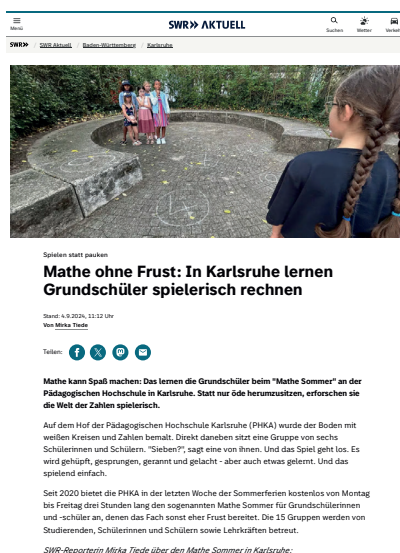 SWR» AKTUELL
Menü
Suchen
Wetter
Verkehr
SWR» / SWR Aktuell / Baden-Württemberg / Karlsruhe
Spielen statt pauken
Mathe ohne Frust: In Karlsruhe lernen
Grundschüler spielerisch rechnen
Stand: 4.9.2024, 11:12 Uhr
Von Mirka Tiede
Teilen:
Mathe kann Spaß machen: Das lernen die Grundschüler beim "Mathe Sommer" an der
Pädagogischen Hochschule in Karlsruhe. Statt nur öde herumzusitzen, erforschen sie
die Welt der Zahlen spielerisch.
Auf dem Hof der Pädagogischen Hochschule Karlsruhe (PHKA) wurde der Boden mit
weißen Kreisen und Zahlen bemalt. Direkt daneben sitzt eine Gruppe von sechs
Schülerinnen und Schülern. "Sieben?", sagt eine von ihnen. Und das Spiel geht los. Es
wird gehüpft, gesprungen, gerannt und gelacht - aber auch etwas gelernt. Und das
spielend einfach.
Seit 2020 bietet die PHKA in der letzten Woche der Sommerferien kostenlos von Montag
bis Freitag drei Stunden lang den sogenannten Mathe Sommer für Grundschülerinnen
und -schüler an, denen das Fach sonst eher Frust bereitet. Die 15 Gruppen werden von
Studierenden, Schülerinnen und Schülern sowie Lehrkräften betreut.
SWR-Reporterin Mirka Tiede über den Mathe Sommer in Karlsruhe: